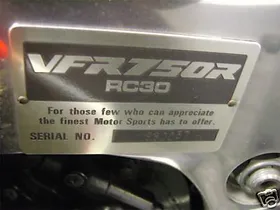 VFR750R
RC30
For those few who can appreciate
the finest Motor Sports has to offer.
SERIAL NO.